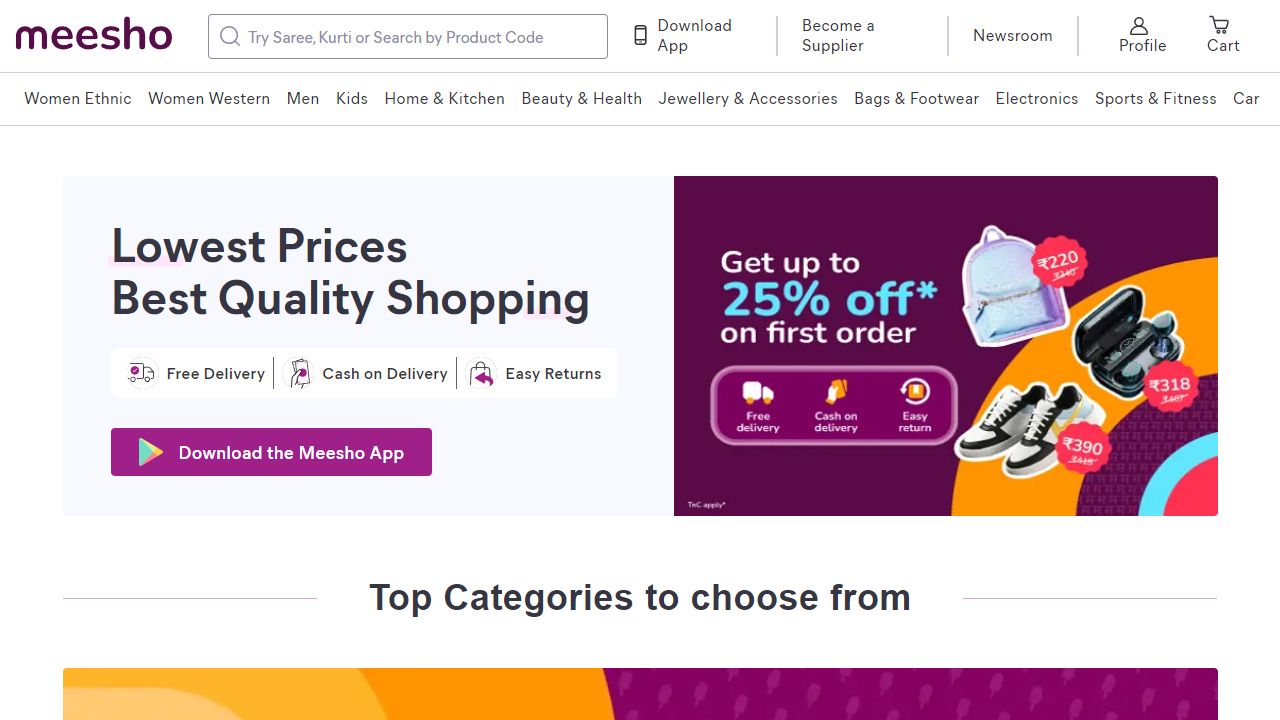 meesho
Try Saree, Kurti or Search by Product Code
Download
App
Become a
Supplier
Newsroom
Profile
Cart
Women Ethnic
Women Western
Men
Kids
Home & Kitchen
Beauty & Health
Jewellery & Accessories
Bags & Footwear
Electronics
Sports & Fitness
Car
Lowest Prices
Best Quality Shopping
Free Delivery
Cash on Delivery
Easy Returns
Download the Meesho App
Get up to
25% off*
on first order
Free
delivery
Cash on
delivery
Easy
return
₹220
₹318
₹390
TnC apply*
Top Categories to choose from